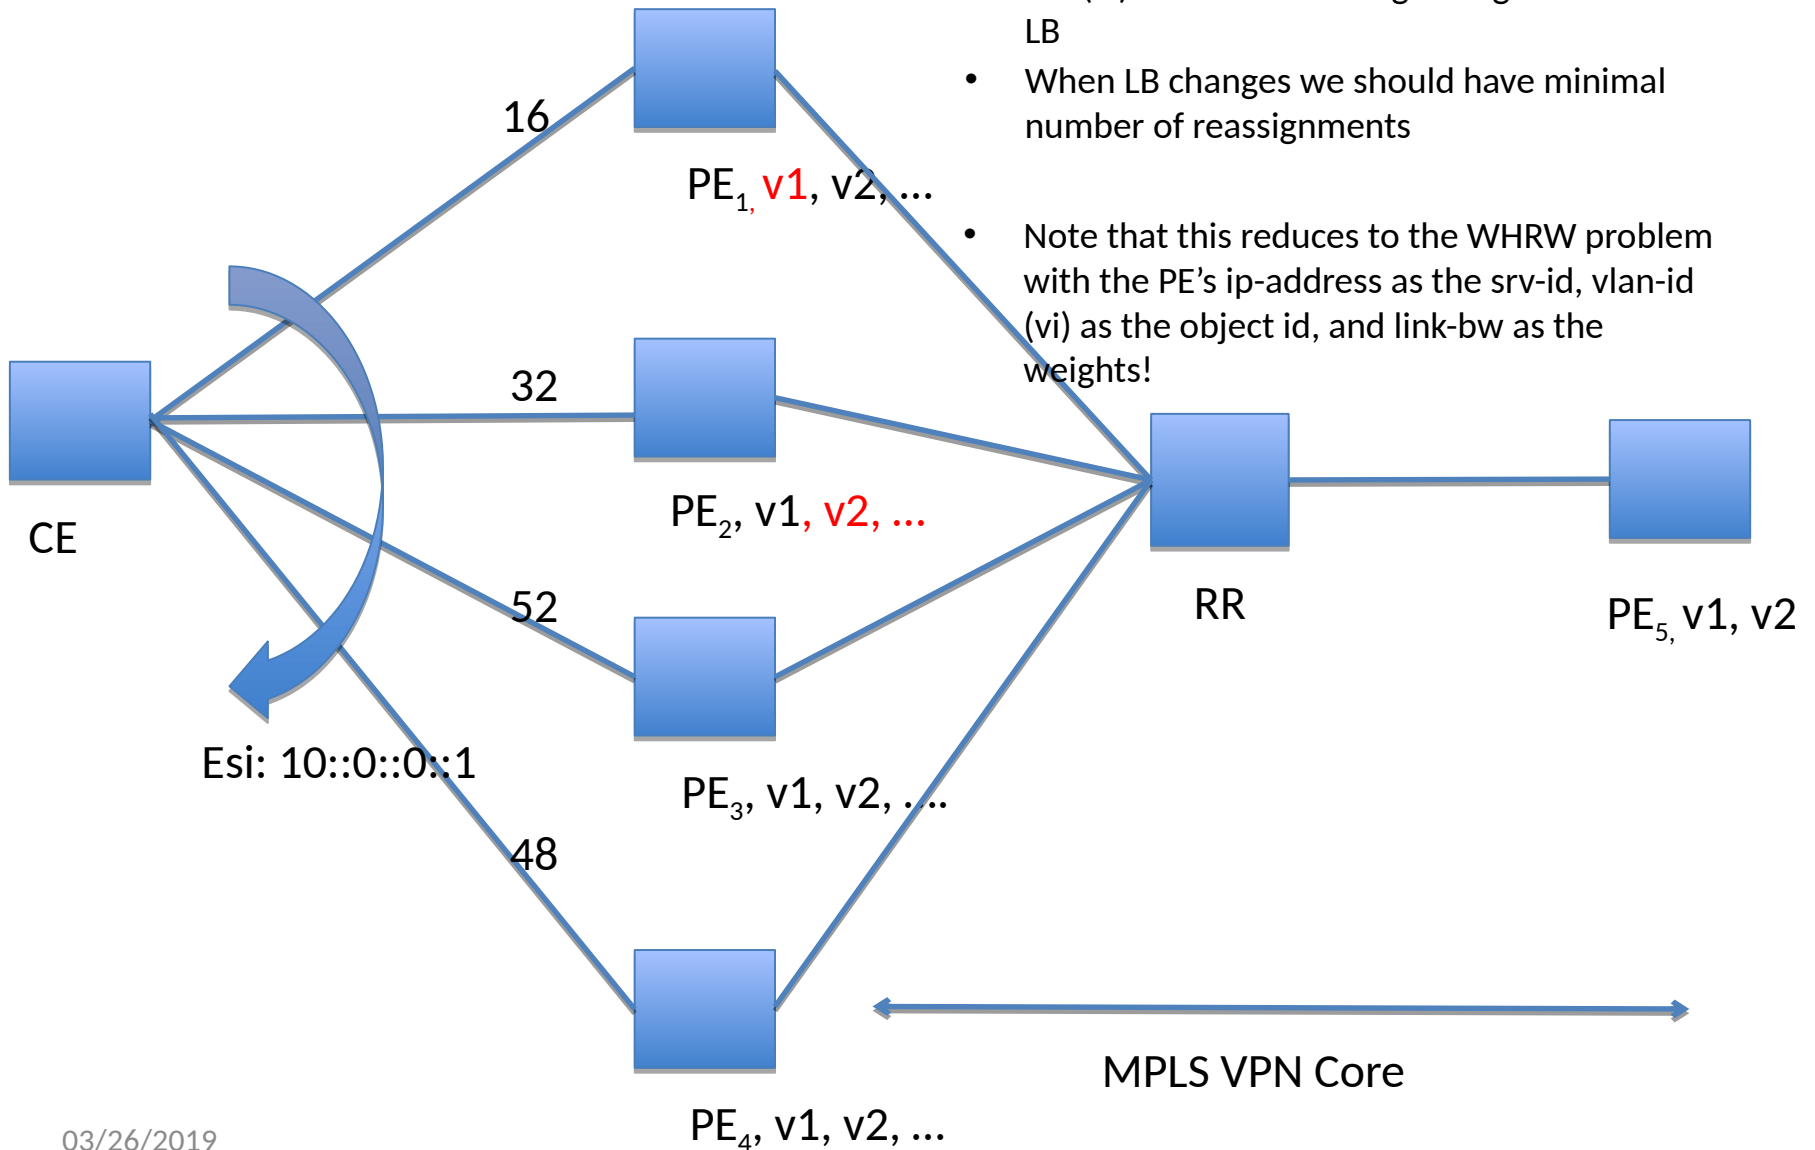 LB
• When LB changes we should have minimal
number of reassignments
• Note that this reduces to the WHRW problem
with the PE’s ip-address as the srv-id, vlan-id
(vi) as the object id, and link-bw as the
weights!
16
PE1, v1, v2, ...
32
PE2, v1, v2, ...
CE
52
RR
PE5, v1, v2
Esi: 10::0::0::1
PE3, v1, v2, ....
48
MPLS VPN Core
PE4, v1, v2, ...
03/26/2019